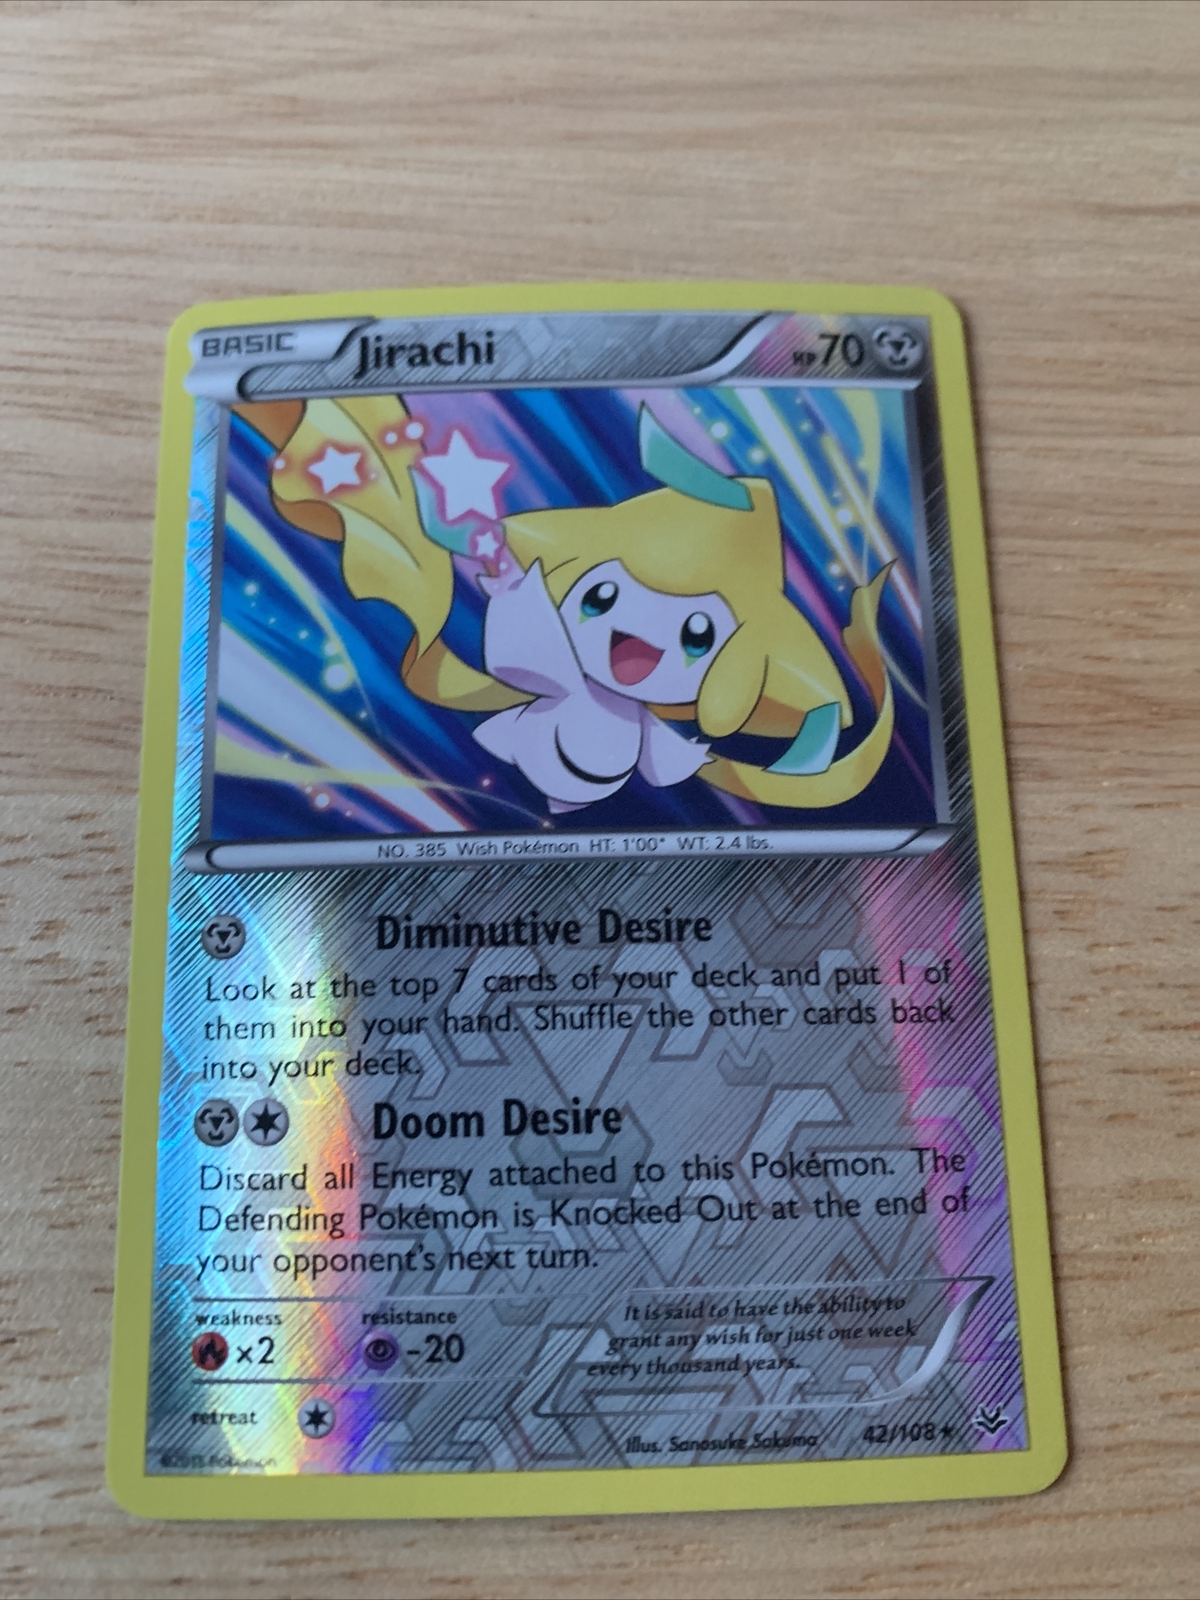 BASIC Jirachi HP70
NO. 385 Wish Pokémon HT: 1'00" WT: 2.4 lbs.
Diminutive Desire
Look at the top 7 cards of your deck and put 1 of
them into your hand. Shuffle the other cards back
into your deck.
Doom Desire
Discard all Energy attached to this Pokémon. The
Defending Pokémon is Knocked Out at the end of
your opponent's next turn.
weakness resistance
×2 -20
It is said to have the ability to
grant any wish for just one week
every thousand years.
retreat
Illus. Sanosuke Sakuma 42/108★
©2015 Pokémon